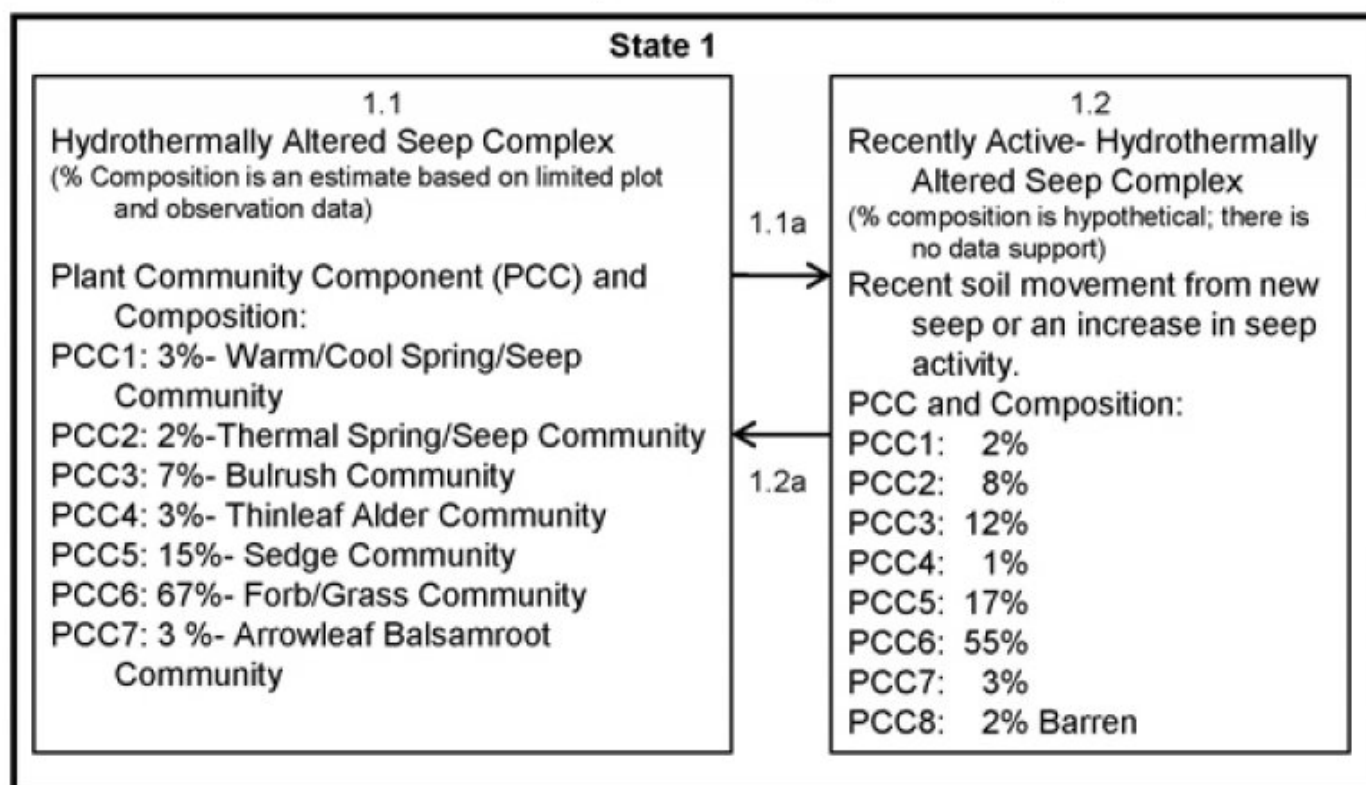 State 1
1.1
Hydrothermally Altered Seep Complex
(% Composition is an estimate based on limited plot
and observation data)
Plant Community Component (PCC) and
Composition:
PCC1: 3%- Warm/Cool Spring/Seep
Community
PCC2: 2%-Thermal Spring/Seep Community
PCC3: 7%- Bulrush Community
PCC4: 3%- Thinleaf Alder Community
PCC5: 15%- Sedge Community
PCC6: 67%- Forb/Grass Community
PCC7: 3 %- Arrowleaf Balsamroot
Community
1.1a
1.2a
1.2
Recently Active- Hydrothermally
Altered Seep Complex
(% composition is hypothetical; there is
no data support)
Recent soil movement from new
seep or an increase in seep
activity.
PCC and Composition:
PCC1: 2%
PCC2: 8%
PCC3: 12%
PCC4: 1%
PCC5: 17%
PCC6: 55%
PCC7: 3%
PCC8: 2% Barren